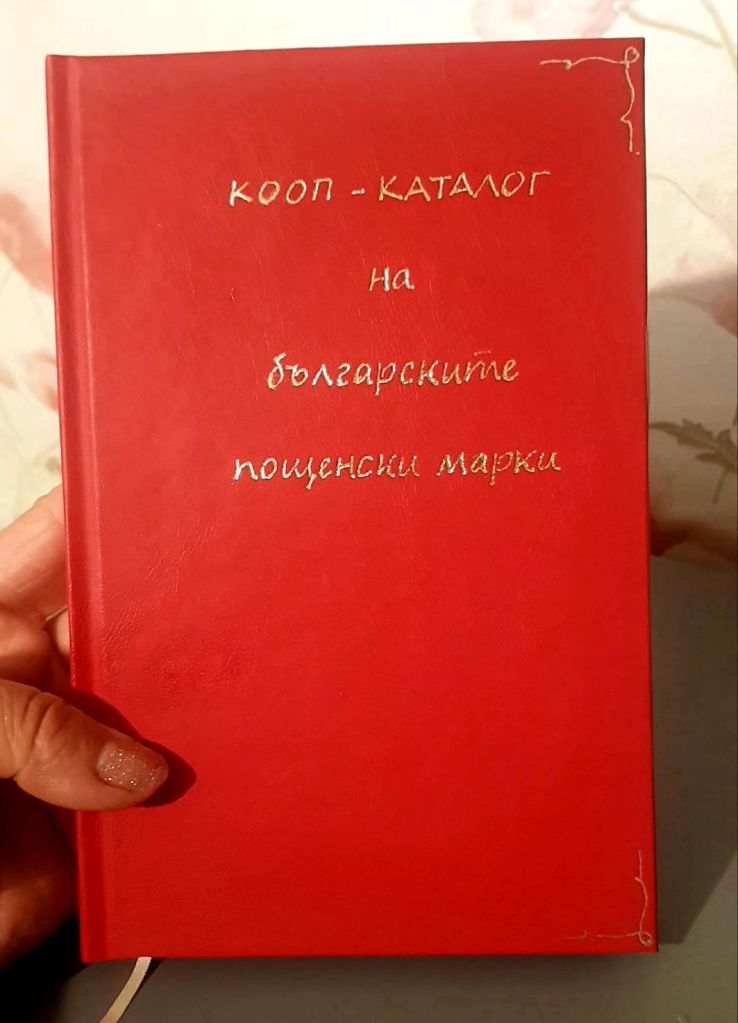 КООП - КАТАЛОГ
на
българските
пощенски марки